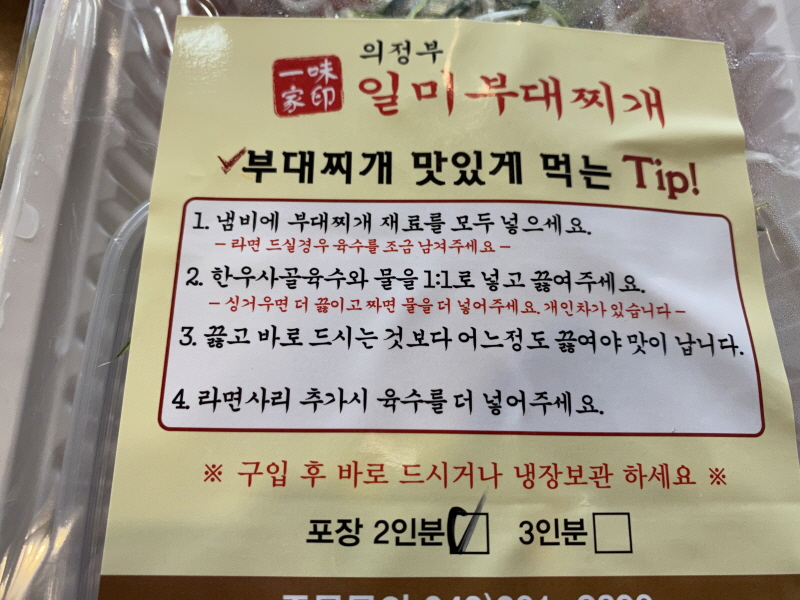 의정부
一味
家印
일미부대찌개
부대찌개 맛있게 먹는 Tip!
1. 냄비에 부대찌개 재료를 모두 넣으세요.
- 라면 드실경우 육수를 조금 남겨주세요 -
2. 한우사골육수와 물을 1:1로 넣고 끓여주세요.
- 싱거우면 더 끓이고 짜면 물을 더 넣어주세요. 개인차가 있습니다 -
3. 끓고 바로 드시는 것보다 어느정도 끓여야 맛이 납니다.
4. 라면사리 추가시 육수를 더 넣어주세요.
※ 구입 후 바로 드시거나 냉장보관 하세요 ※
포장 2인분 3인분